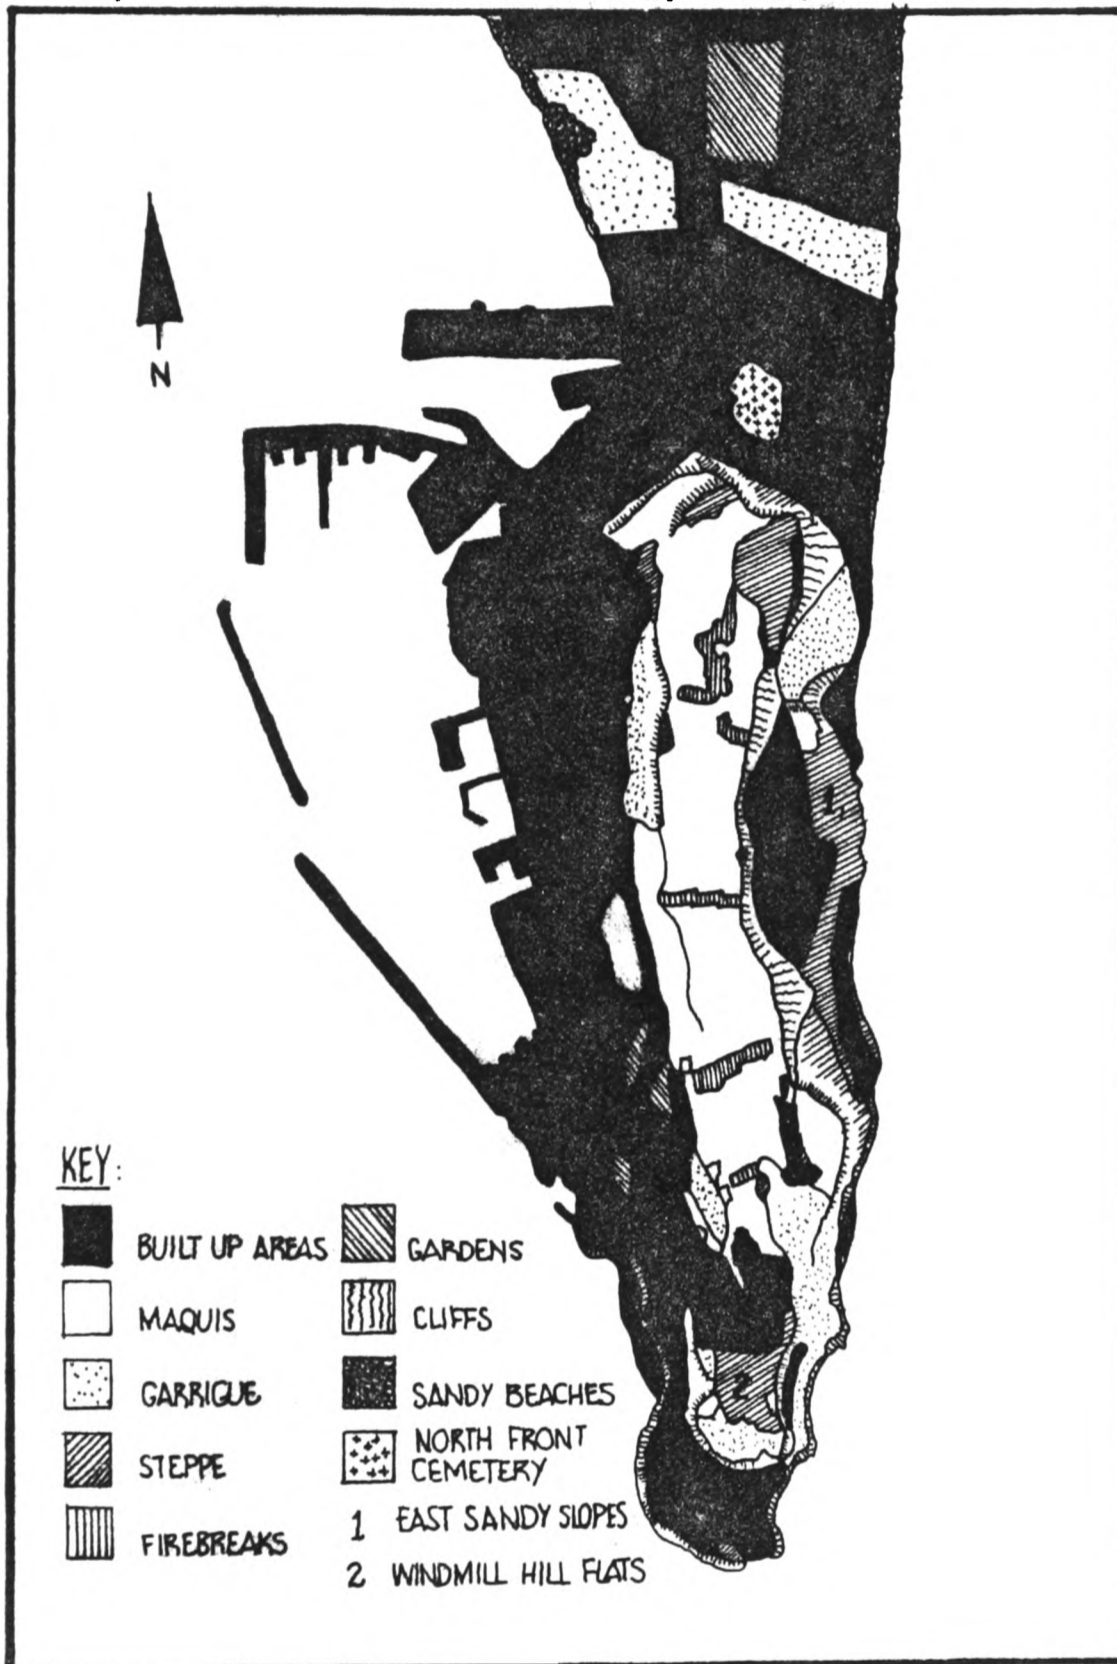 N
1
2
KEY:
BUILT UP AREAS
MAQUIS
GARRIGUE
STEPPE
FIREBREAKS
GARDENS
CLIFFS
SANDY BEACHES
NORTH FRONT
CEMETERY
1 EAST SANDY SLOPES
2 WINDMILL HILL FLATS